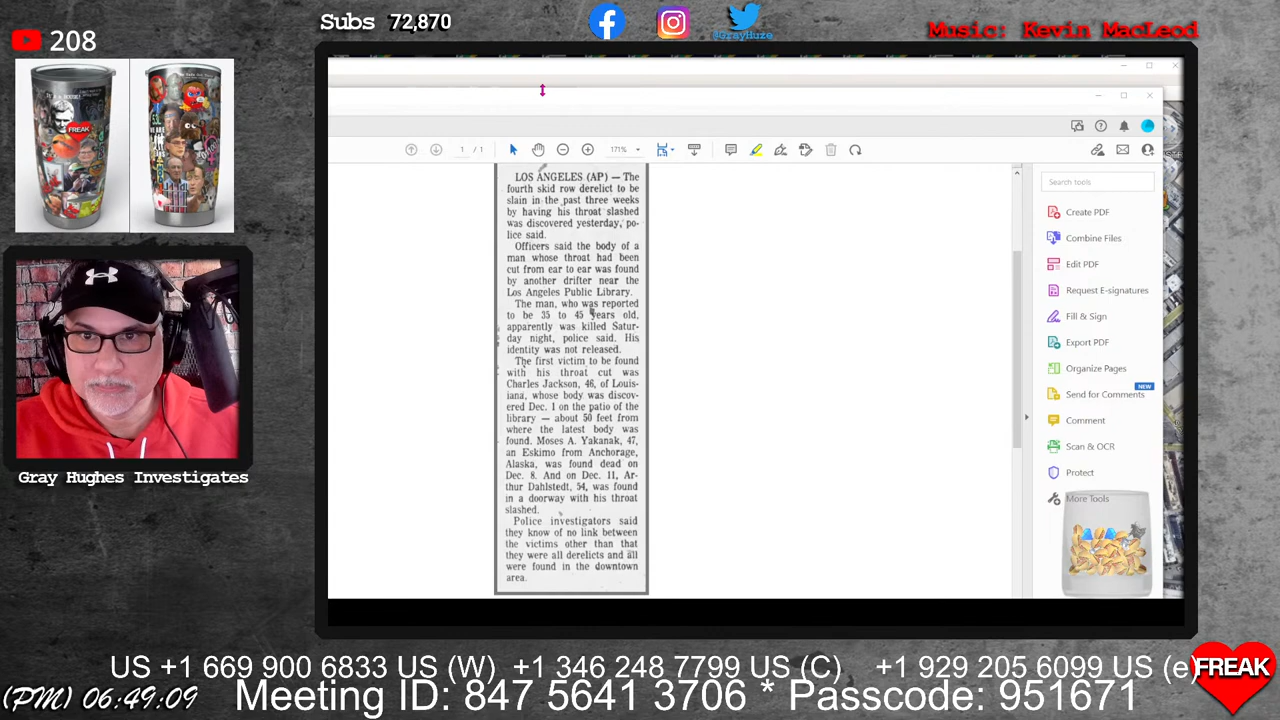 208
Subs 72,870
@GrayHuze
Music: Kevin MacLeod
FREAK
Gray Hughes Investigates
1 / 1
171%
LOS ANGELES (AP) — The
fourth skid row derelict to be
slain in the past three weeks
by having his throat slashed
was discovered yesterday, po-
lice said.
Officers said the body of a
man whose throat had been
cut from ear to ear was found
by another drifter near the
Los Angeles Public Library.
The man, who was reported
to be 35 to 45 years old,
apparently was killed Satur-
day night, police said. His
identity was not released.
The first victim to be found
with his throat cut was
Charles Jackson, 46, of Louis-
iana, whose body was discov-
ered Dec. 1 on the patio of the
library — about 50 feet from
where the latest body was
found. Moses A. Yakanak, 47,
an Eskimo from Anchorage,
Alaska, was found dead on
Dec. 8. And on Dec. 11, Ar-
thur Dahlstedt, 54, was found
in a doorway with his throat
slashed.
Police investigators said
they know of no link between
the victims other than that
they were all derelicts and all
were found in the downtown
area.
Search tools
Create PDF
Combine Files
Edit PDF
Request E-signatures
Fill & Sign
Export PDF
Organize Pages
NEW
Send for Comments
Comment
Scan & OCR
Protect
More Tools
US +1 669 900 6833 US (W) +1 346 248 7799 US (C) +1 929 205 6099 US (e)
FREAK
(PM) 06:49:09
Meeting ID: 847 5641 3706 * Passcode: 951671